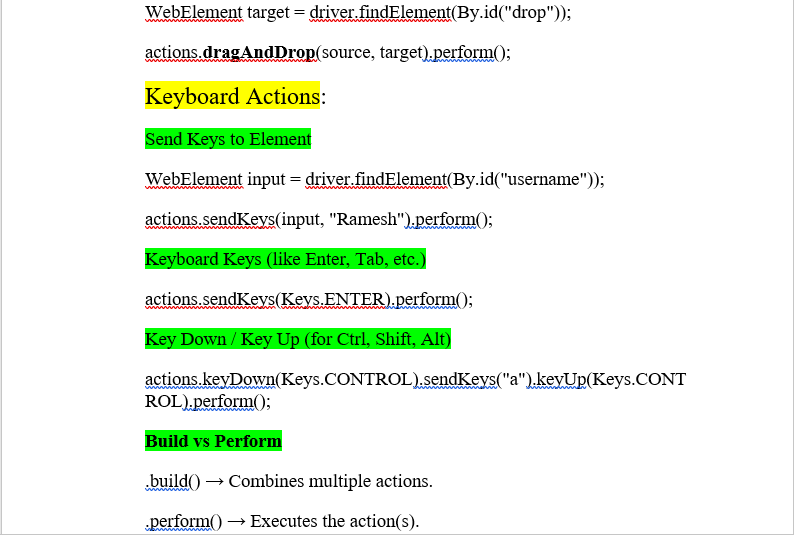 WebElement target = driver.findElement(By.id("drop"));
actions.dragAndDrop(source, target).perform();
Keyboard Actions:
Send Keys to Element
WebElement input = driver.findElement(By.id("username"));
actions.sendKeys(input, "Ramesh").perform();
Keyboard Keys (like Enter, Tab, etc.)
actions.sendKeys(Keys.ENTER).perform();
Key Down / Key Up (for Ctrl, Shift, Alt)
actions.keyDown(Keys.CONTROL).sendKeys("a").keyUp(Keys.CONT
ROL).perform();
Build vs Perform
.build() → Combines multiple actions.
.perform() → Executes the action(s).